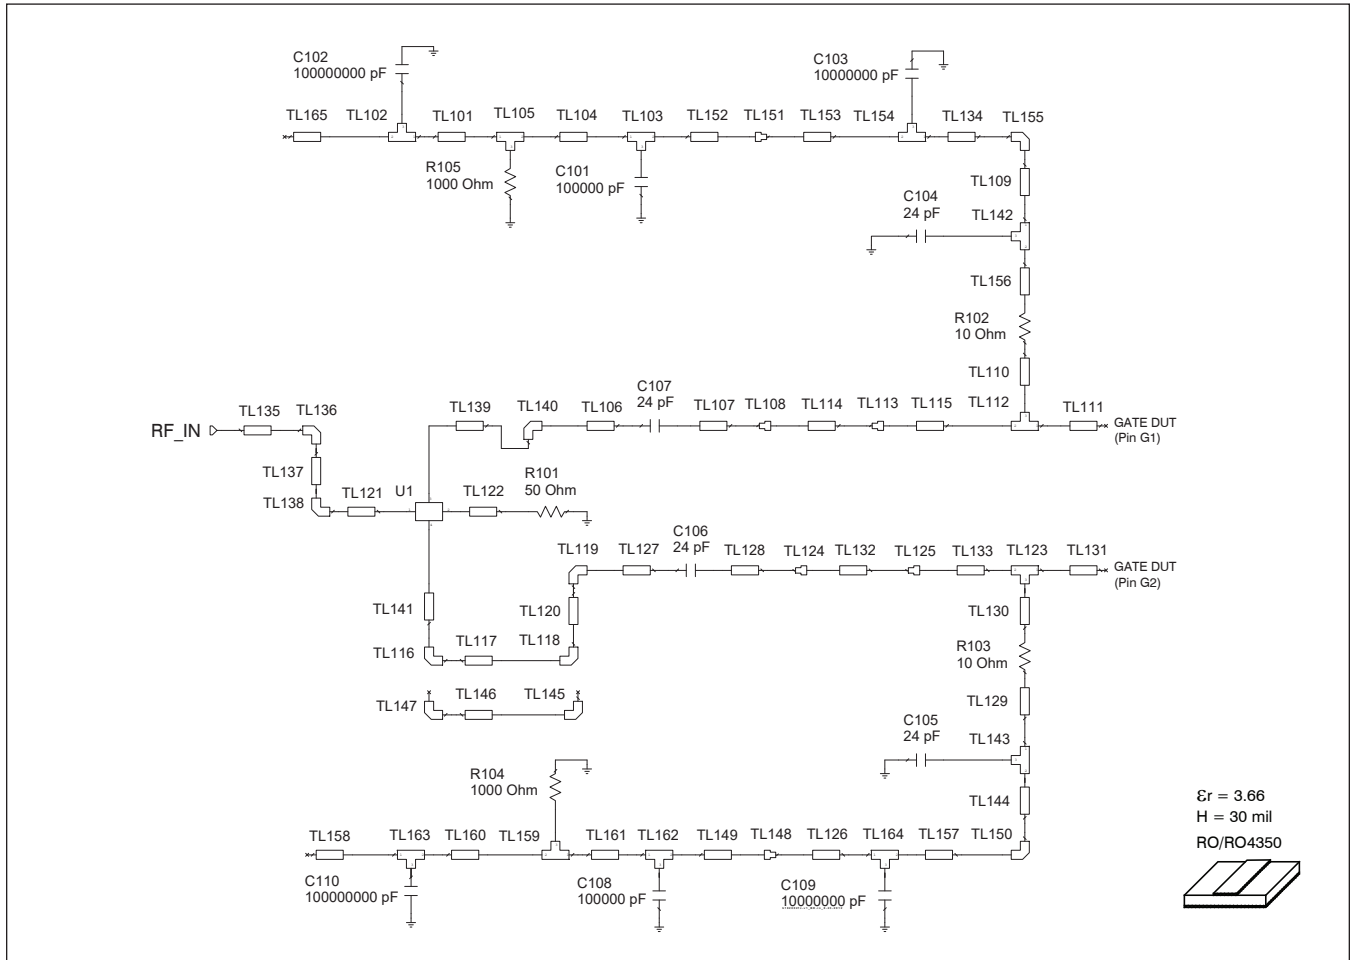 C102
100000000 pF
C103
10000000 pF
TL165
TL102
TL101
TL105
TL104
TL103
TL152
TL151
TL153
TL154
TL134
TL155
R105
1000 Ohm
C101
100000 pF
TL109
C104
24 pF
TL142
TL156
R102
10 Ohm
TL110
C107
24 pF
TL135
TL136
TL139
TL140
TL106
TL107
TL108
TL114
TL113
TL115
TL112
TL111
RF_IN
GATE DUT
(Pin G1)
TL137
R101
50 Ohm
TL138
TL121
U1
TL122
C106
24 pF
TL119
TL127
TL128
TL124
TL132
TL125
TL133
TL123
TL131
GATE DUT
(Pin G2)
TL141
TL120
TL130
TL116
TL117
TL118
R103
10 Ohm
TL147
TL146
TL145
TL129
C105
24 pF
TL143
R104
1000 Ohm
TL144
εr = 3.66
H = 30 mil
RO/RO4350
TL158
TL163
TL160
TL159
TL161
TL162
TL149
TL148
TL126
TL164
TL157
TL150
C110
100000000 pF
C108
100000 pF
C109
10000000 pF